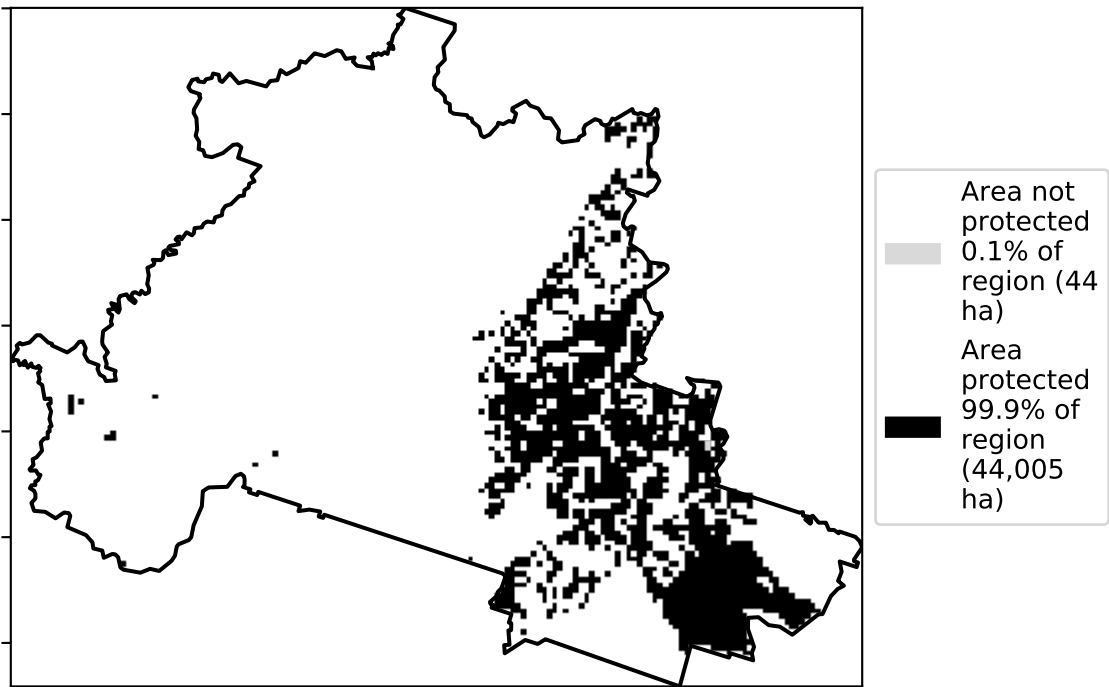 Area not
protected
0.1% of
region (44
ha)
Area
protected
99.9% of
region
(44,005
ha)